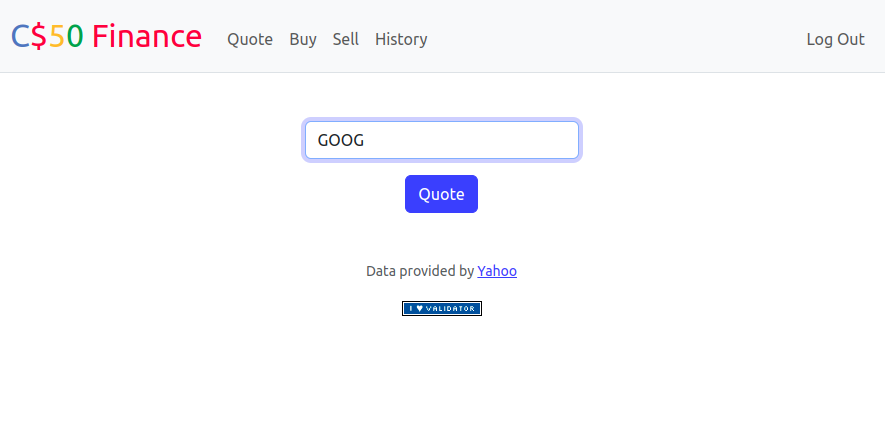 C$50 Finance Quote Buy Sell History Log Out
GOOG
Quote
Data provided by Yahoo
I ♥ VALIDATOR